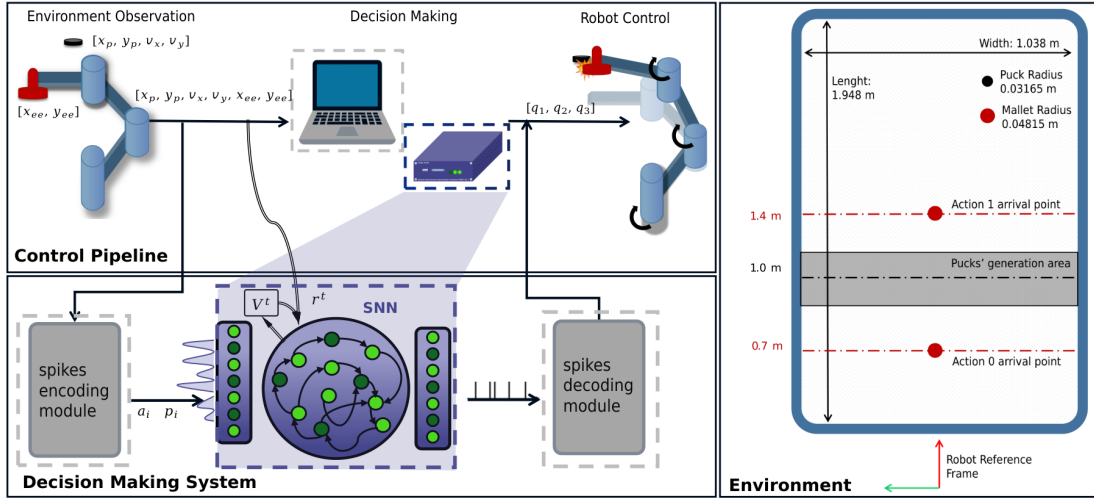 Environment Observation
Decision Making
Robot Control
[x_p, y_p, v_x, v_y]
[x_ee, y_ee]
[x_p, y_p, v_x, v_y, x_ee, y_ee]
[q_1, q_2, q_3]
Control Pipeline
spikes
encoding
module
a_i p_i
V^t
r^t
SNN
spikes
decoding
module
Decision Making System
Width: 1.038 m
Lenght:
1.948 m
Puck Radius
0.03165 m
Mallet Radius
0.04815 m
1.4 m
Action 1 arrival point
Pucks' generation area
1.0 m
0.7 m
Action 0 arrival point
Robot Reference
Frame
Environment